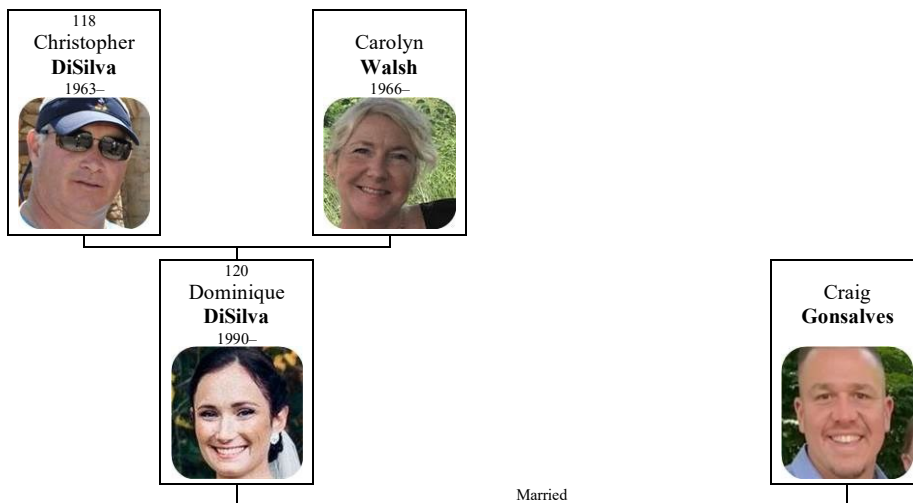 118
Christopher
DiSilva
1963–
Carolyn
Walsh
1966–
120
Dominique
DiSilva
1990–
Craig
Gonsalves
Married